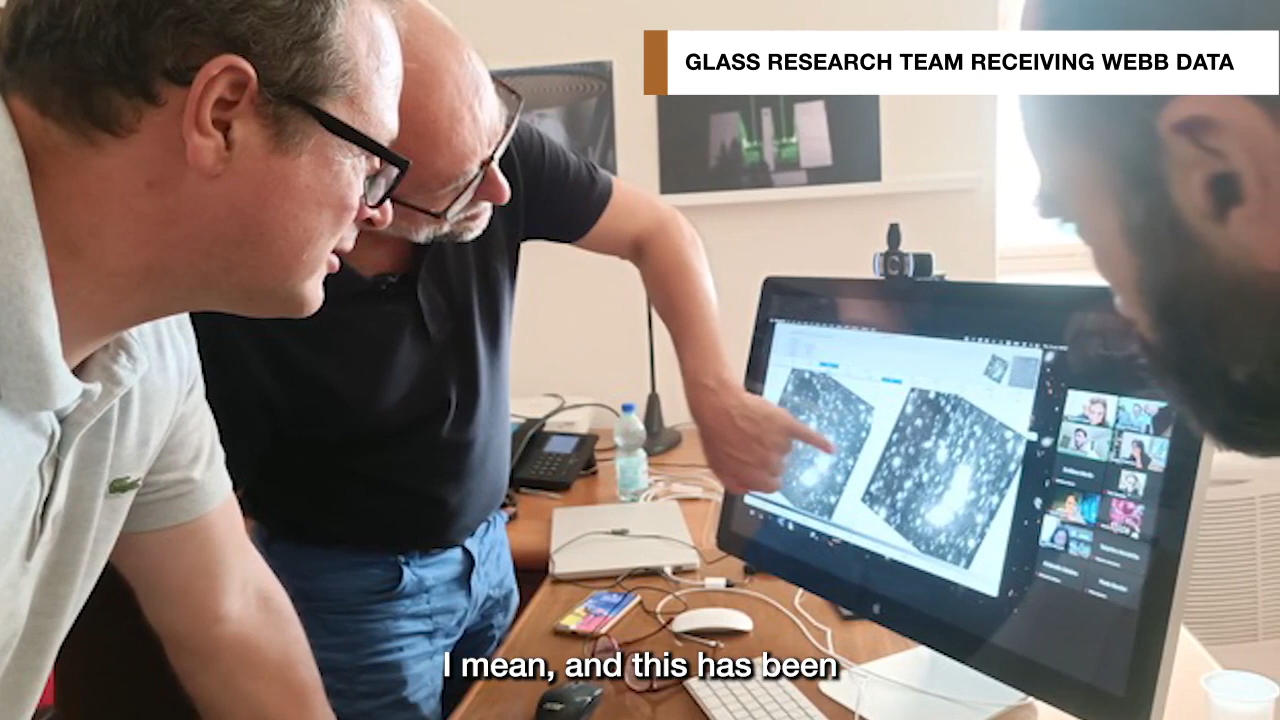 GLASS RESEARCH TEAM RECEIVING WEBB DATA
I mean, and this has been